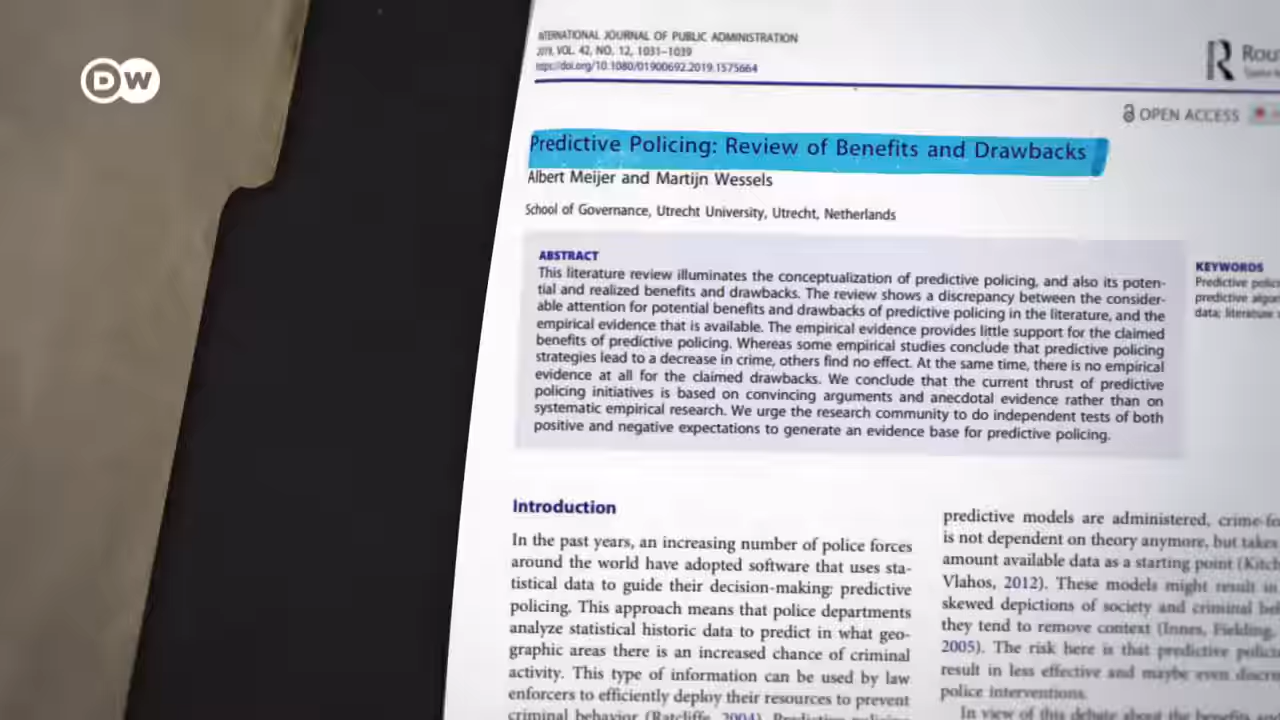 DW
INTERNATIONAL JOURNAL OF PUBLIC ADMINISTRATION
2019, VOL. 42, NO. 12, 1031–1039
https://doi.org/10.1080/01900692.2019.1575664
OPEN ACCESS
Predictive Policing: Review of Benefits and Drawbacks
Albert Meijer and Martijn Wessels
School of Governance, Utrecht University, Utrecht, Netherlands
ABSTRACT
This literature review illuminates the conceptualization of predictive policing, and also its poten-
tial and realized benefits and drawbacks. The review shows a discrepancy between the consider-
able attention for potential benefits and drawbacks of predictive policing in the literature, and the
empirical evidence that is available. The empirical evidence provides little support for the claimed
benefits of predictive policing. Whereas some empirical studies conclude that predictive policing
strategies lead to a decrease in crime, others find no effect. At the same time, there is no empirical
evidence at all for the claimed drawbacks. We conclude that the current thrust of predictive
policing initiatives is based on convincing arguments and anecdotal evidence rather than on
systematic empirical research. We urge the research community to do independent tests of both
positive and negative expectations to generate an evidence base for predictive policing.
KEYWORDS
Predictive
predictive
data; literature
Introduction
In the past years, an increasing number of police forces
around the world have adopted software that uses sta-
tistical data to guide their decision-making: predictive
policing. This approach means that police departments
analyze statistical historic data to predict in what geo-
graphic areas there is an increased chance of criminal
activity. This type of information can be used by law
enforcers to efficiently deploy their resources to prevent
criminal behavior (Ratcliffe, 2004).
predictive models are administered,
is not dependent on theory anymore, but takes
amount available data as a starting point
Vlahos, 2012). These models might result in
skewed depictions of society and criminal
they tend to remove context (Innes, Fielding,
2005). The risk here is that predictive
result in less effective and maybe even
police interventions.
In view of this debate about the benefits